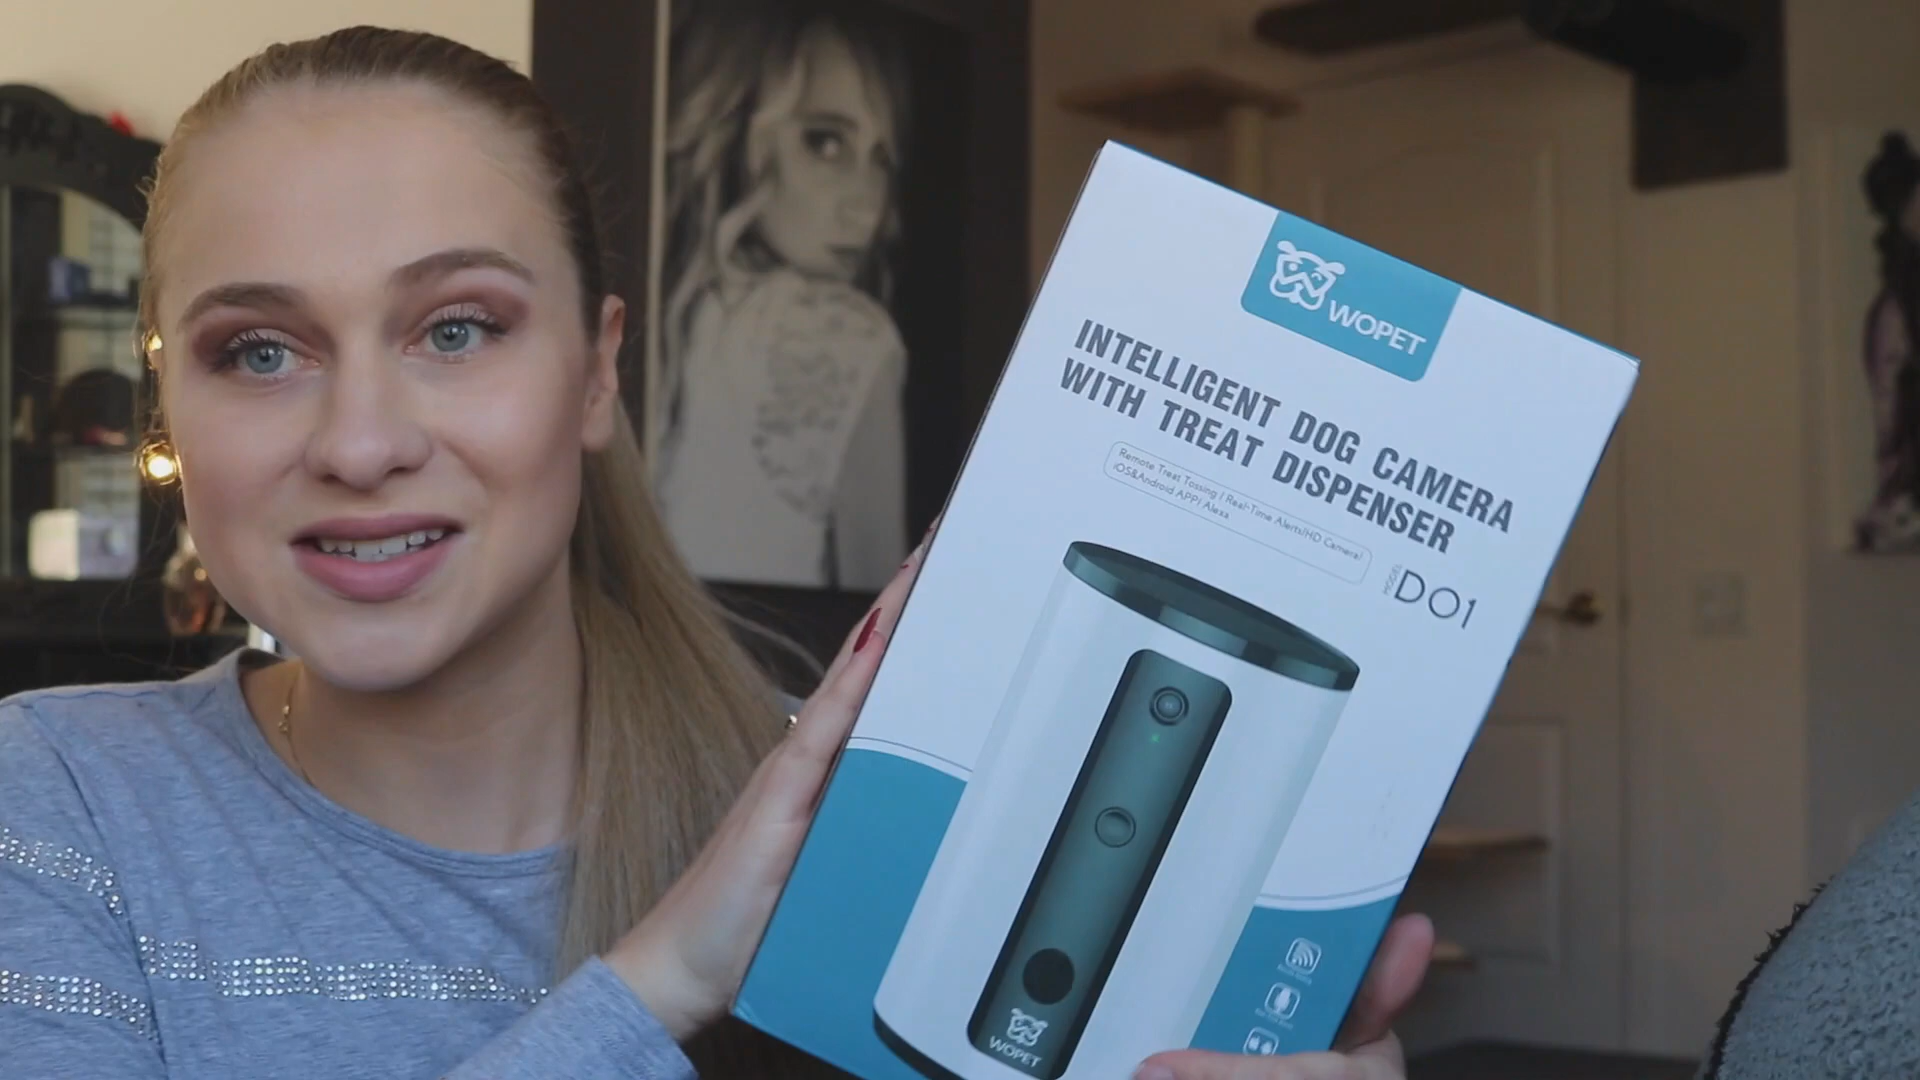 WOPET
INTELLIGENT DOG CAMERA
WITH TREAT DISPENSER
Remote Treat Tossing / Real-Time Alerts/HD Camera/
iOS&Android APP/ Alexa
MODEL D01
WOPET